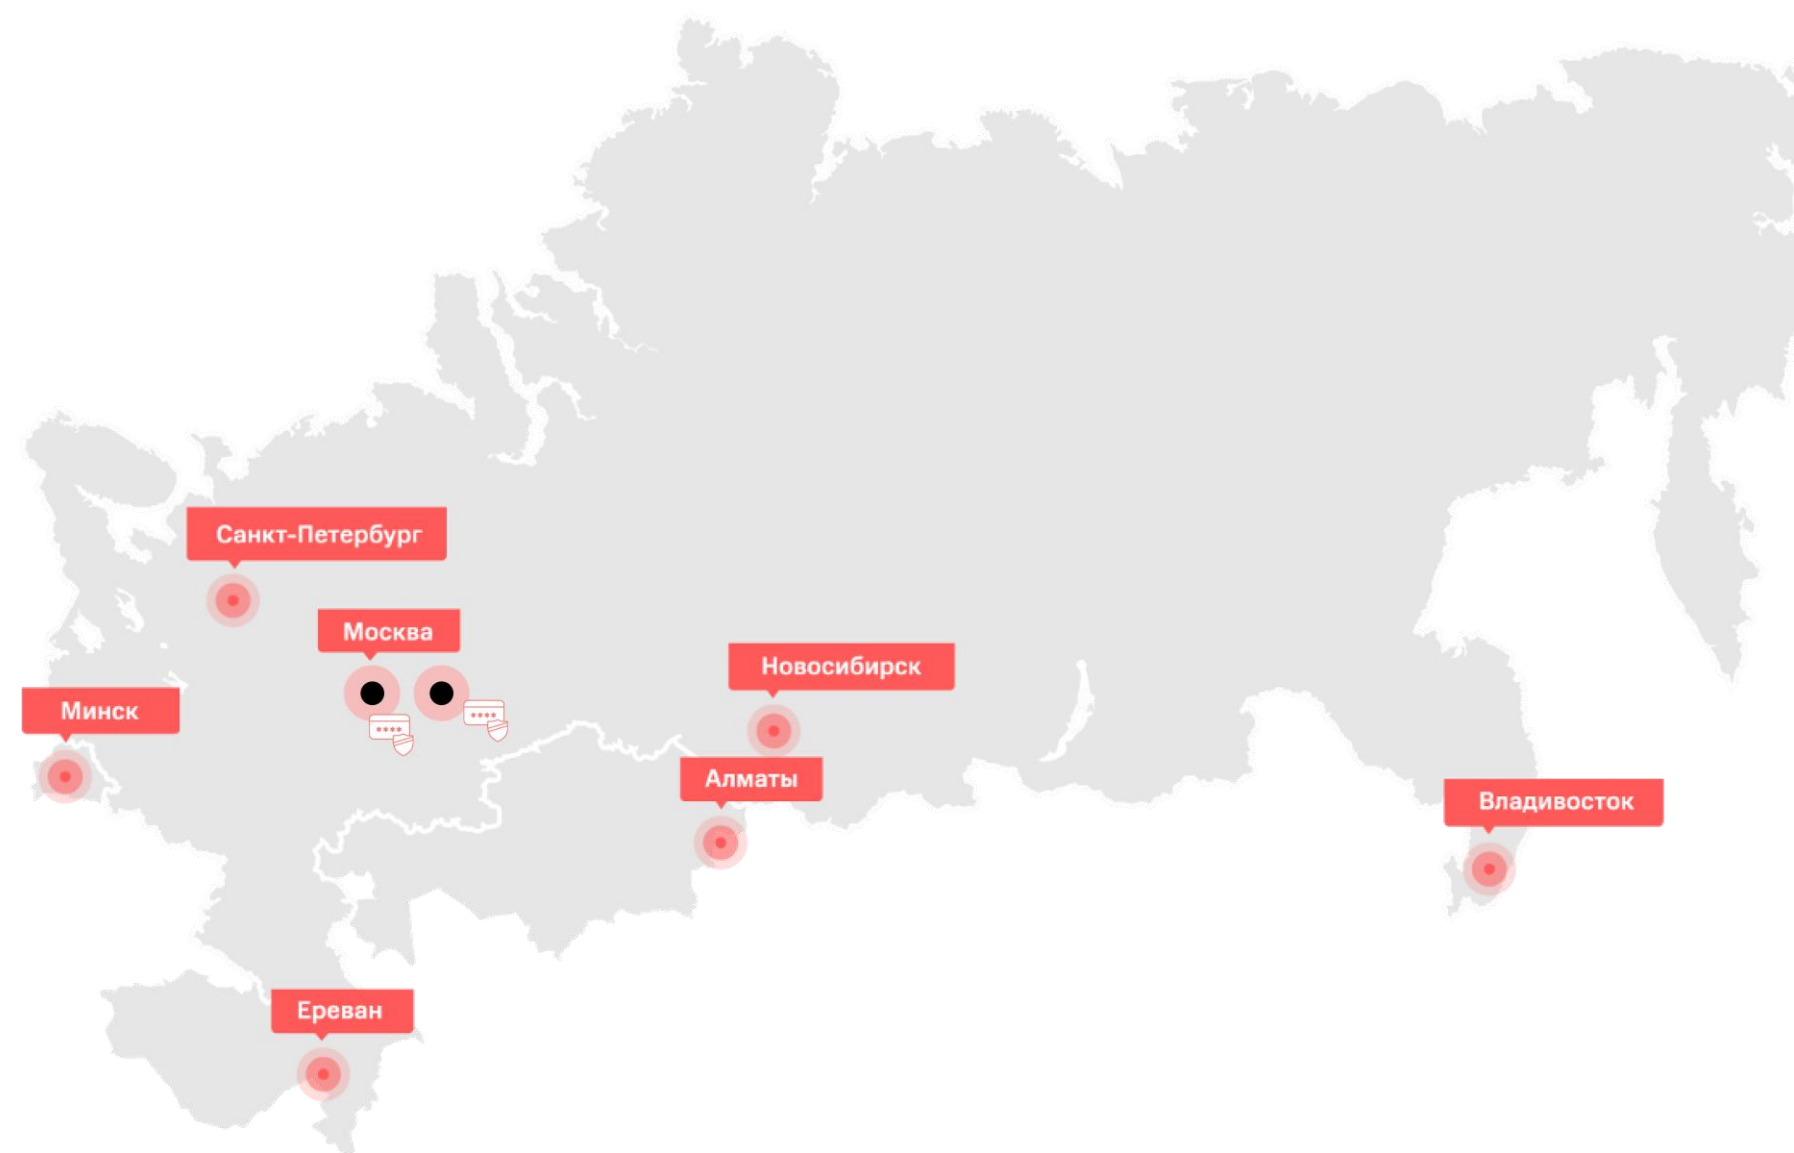 Санкт-Петербург
Москва
Новосибирск
Минск
****
****
Алматы
Владивосток
Ереван